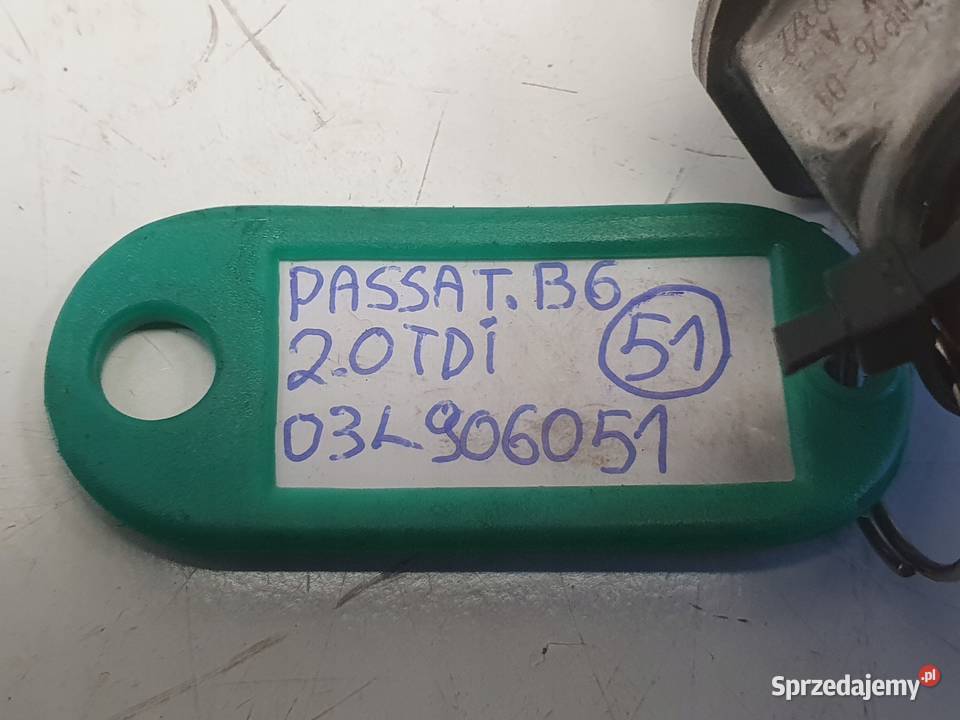 PASSAT.B6
2.0TDi
51
03L906051
Sprzedajemy.pl